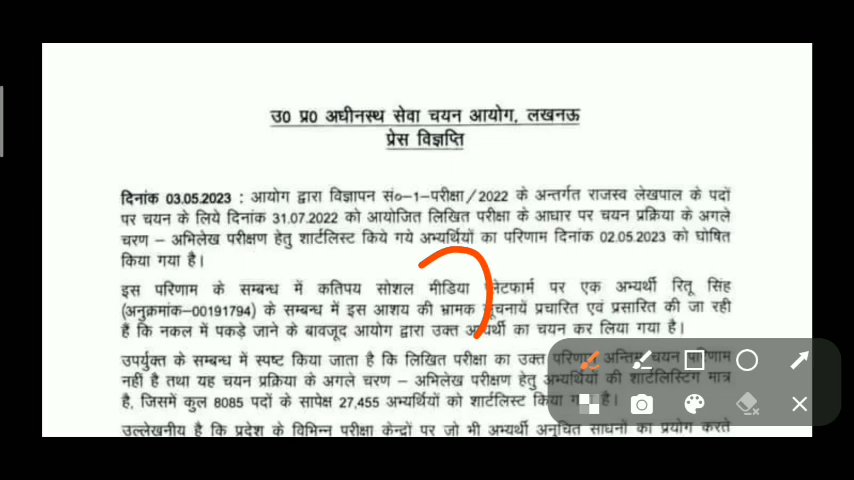 उ0 प्र0 अधीनस्थ सेवा चयन आयोग, लखनऊ
प्रेस विज्ञप्ति
दिनांक 03.05.2023 : आयोग द्वारा विज्ञापन सं०–1–परीक्षा/2022 के अन्तर्गत राजस्व लेखपाल के पदों
पर चयन के लिये दिनांक 31.07.2022 को आयोजित लिखित परीक्षा के आधार पर चयन प्रक्रिया के अगले
चरण – अभिलेख परीक्षण हेतु शार्टलिस्ट किये गये अभ्यर्थियों का परिणाम दिनांक 02.05.2023 को घोषित
किया गया है।
इस परिणाम के सम्बन्ध में कतिपय सोशल मीडिया पर एक अभ्यर्थी रितू सिंह
(अनुक्रमांक–00191794) के सम्बन्ध में इस आशय की भ्रामक सूचनायें प्रचारित एवं प्रसारित की जा रही
हैं कि नकल में पकड़े जाने के बावजूद आयोग द्वारा उक्त अभ्यर्थी का चयन कर लिया गया है।
उपर्युक्त के सम्बन्ध में स्पष्ट किया जाता है कि लिखित परीक्षा का उक्त परिणाम अन्तिम चयन परिणाम
नहीं है तथा यह चयन प्रक्रिया के अगले चरण – अभिलेख परीक्षण हेतु अभ्यर्थियों की शार्टलिस्टिंग मात्र
है, जिसमें कुल 8085 पदों के सापेक्ष 27,455 अभ्यर्थियों को शार्टलिस्ट किया गया है।
उल्लेखनीय है कि प्रदेश के विभिन्न परीक्षा केन्द्रों पर जो भी अभ्यर्थी अनुचित साधनों का प्रयोग करते